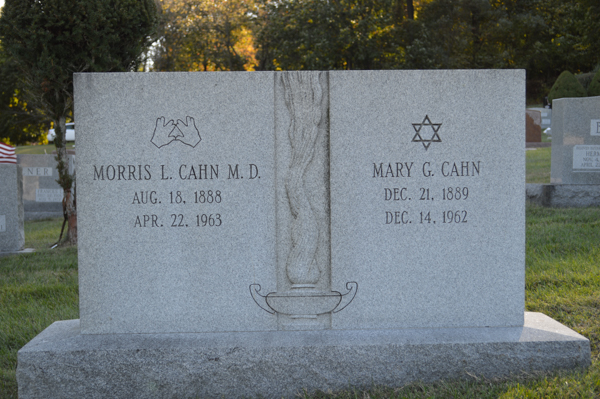 MORRIS L. CAHN M.D.
AUG. 18, 1888
APR. 22, 1963
MARY G. CAHN
DEC. 21, 1889
DEC. 14, 1962